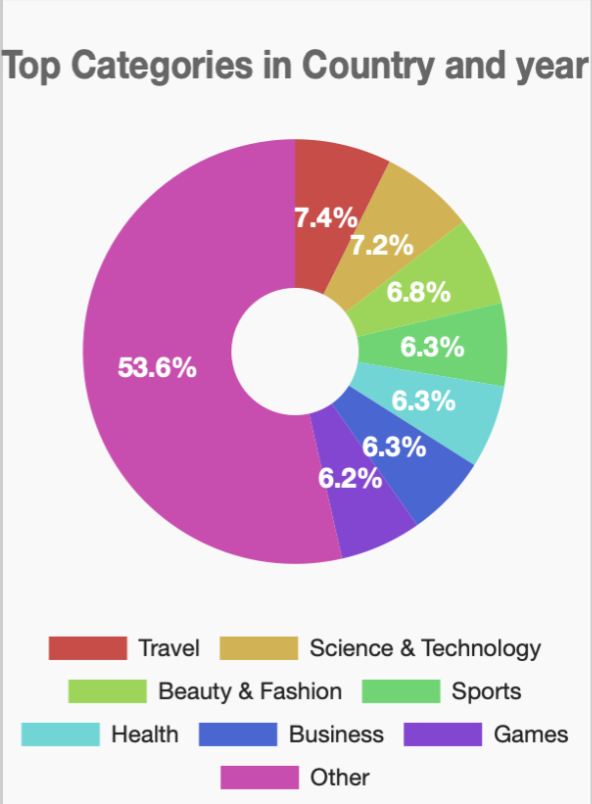 Top Categories in Country and year
7.4%
7.2%
6.8%
6.3%
53.6%
6.3%
6.3%
6.2%
Travel Science & Technology
Beauty & Fashion Sports
Health Business Games
Other